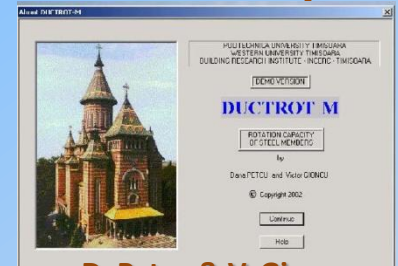 About DUCTROT-M
POLITEHNICA UNIVERSITY TIMISOARA
WESTERN UNIVERSITY TIMISOARA
BUILDING RESEARCH INSTITUTE - INCERC - TIMISOARA
DEMO VERSION
DUCTROT M
ROTATION CAPACITY
OF STEEL MEMBERS
by
Dana PETCU and Victor GIONCU
© Copyright 2002
Continue
Help